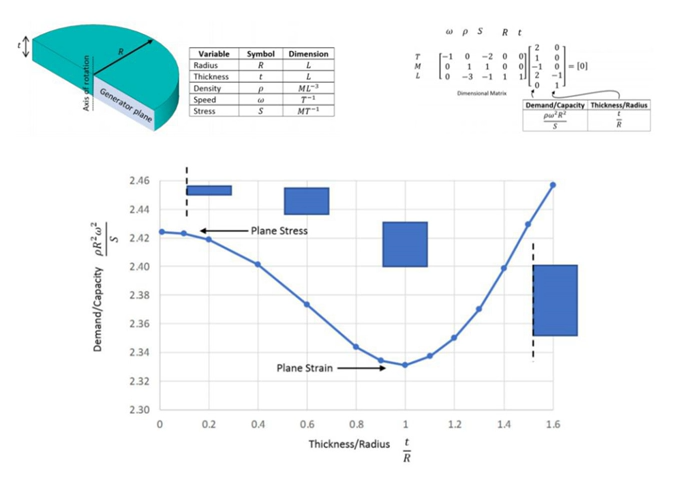 t
R
Axis of rotation
Generator plane
Variable Symbol Dimension
Radius R L
Thickness t L
Density ρ ML⁻³
Speed ω T⁻¹
Stress S MT⁻¹
ω ρ S R t
T [−1 0 −2 0 0] [2 0]
M [0 1 1 0 0] [1 0]
L [0 −3 −1 1 1] [−1 0] = [0]
[2 −1]
[0 1]
Dimensional Matrix
Demand/Capacity Thickness/Radius
ρω²R²/S t/R
2.46
2.44
2.42
2.40
2.38
2.36
2.34
2.32
2.30
Demand/Capacity ρR²ω²/S
Plane Stress
Plane Strain
0 0.2 0.4 0.6 0.8 1 1.2 1.4 1.6
Thickness/Radius t/R